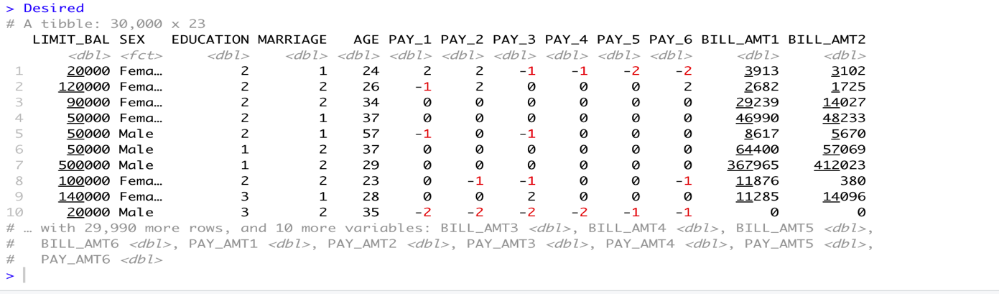 > Desired
# A tibble: 30,000 x 23
LIMIT_BAL SEX EDUCATION MARRIAGE AGE PAY_1 PAY_2 PAY_3 PAY_4 PAY_5 PAY_6 BILL_AMT1 BILL_AMT2
<dbl> <fct> <dbl> <dbl> <dbl> <dbl> <dbl> <dbl> <dbl> <dbl> <dbl> <dbl> <dbl>
1 20000 Fema… 2 1 24 2 2 -1 -1 -2 -2 3913 3102
2 120000 Fema… 2 2 26 -1 2 0 0 0 2 2682 1725
3 90000 Fema… 2 2 34 0 0 0 0 0 0 29239 14027
4 50000 Fema… 2 1 37 0 0 0 0 0 0 46990 48233
5 50000 Male 2 1 57 -1 0 -1 0 0 0 8617 5670
6 50000 Male 1 2 37 0 0 0 0 0 0 64400 57069
7 500000 Male 1 2 29 0 0 0 0 0 0 367965 412023
8 100000 Fema… 2 2 23 0 -1 -1 0 0 -1 11876 380
9 140000 Fema… 3 1 28 0 0 2 0 0 0 11285 14096
10 20000 Male 3 2 35 -2 -2 -2 -2 -1 -1 0 0
# … with 29,990 more rows, and 10 more variables: BILL_AMT3 <dbl>, BILL_AMT4 <dbl>, BILL_AMT5 <dbl>,
# BILL_AMT6 <dbl>, PAY_AMT1 <dbl>, PAY_AMT2 <dbl>, PAY_AMT3 <dbl>, PAY_AMT4 <dbl>, PAY_AMT5 <dbl>,
# PAY_AMT6 <dbl>
>